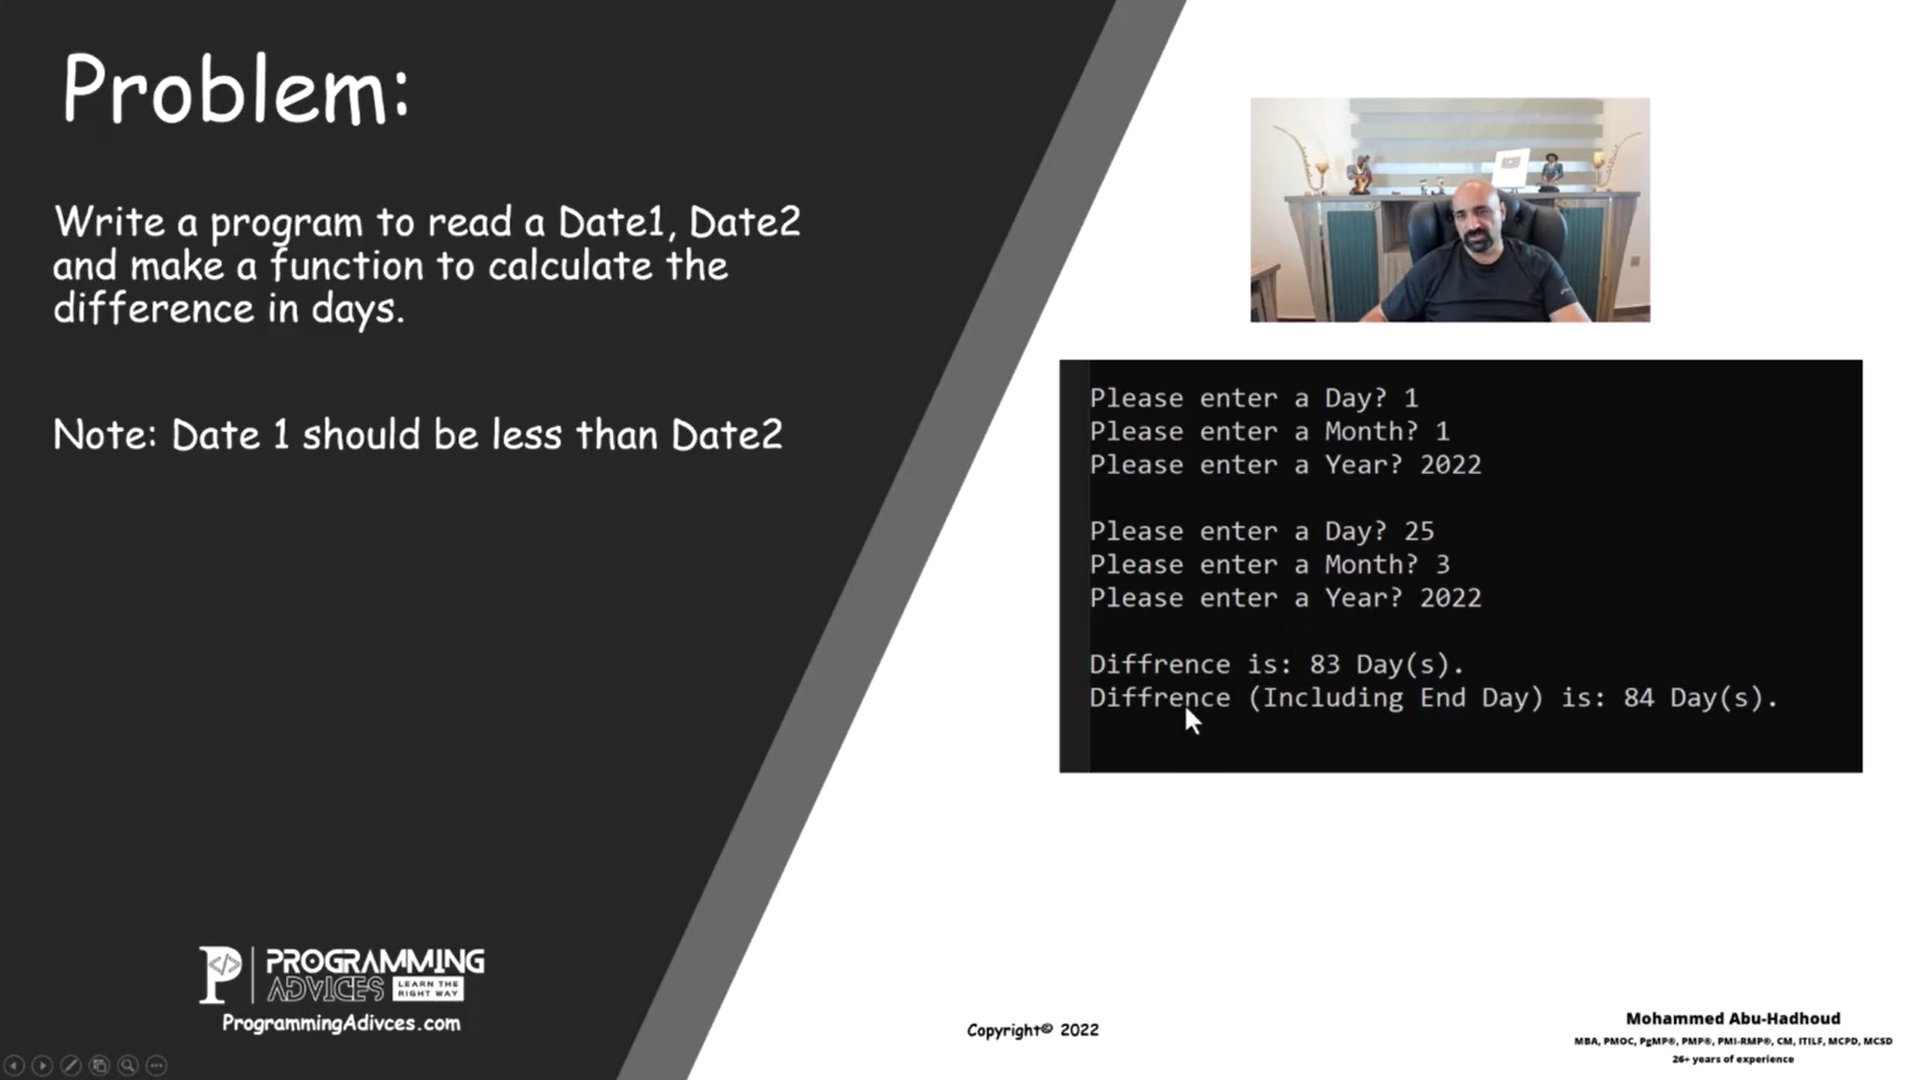 Problem:
Write a program to read a Date1, Date2
and make a function to calculate the
difference in days.
Note: Date 1 should be less than Date2
Please enter a Day? 1
Please enter a Month? 1
Please enter a Year? 2022
Please enter a Day? 25
Please enter a Month? 3
Please enter a Year? 2022
Diffrence is: 83 Day(s).
Diffrence (Including End Day) is: 84 Day(s).
PROGRAMMING
ADVICES
LEARN THE
RIGHT WAY
ProgrammingAdivces.com
Copyright© 2022
Mohammed Abu-Hadhoud
MBA, PMOC, PgMP®, PMP®, PMI-RMP®, CM, ITILF, MCPD, MCSD
26+ years of experience